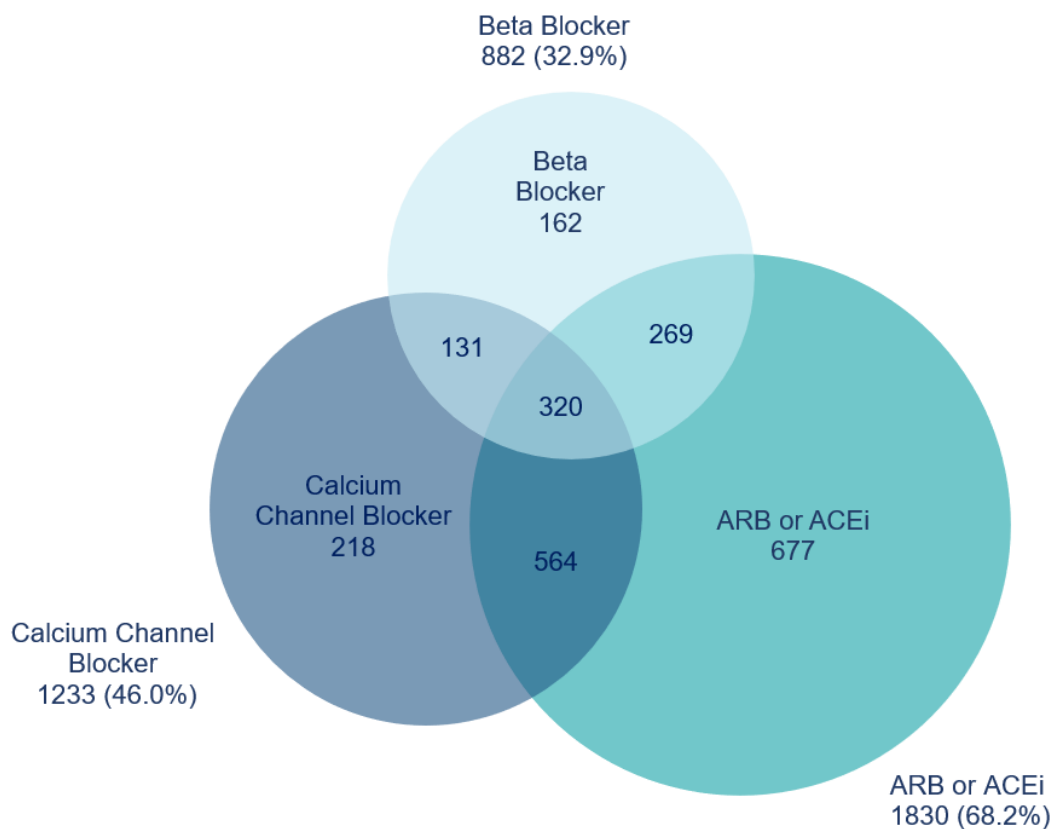 Beta Blocker
882 (32.9%)
Beta
Blocker
162
131
269
320
Calcium
Channel Blocker
218
564
ARB or ACEi
677
Calcium Channel
Blocker
1233 (46.0%)
ARB or ACEi
1830 (68.2%)